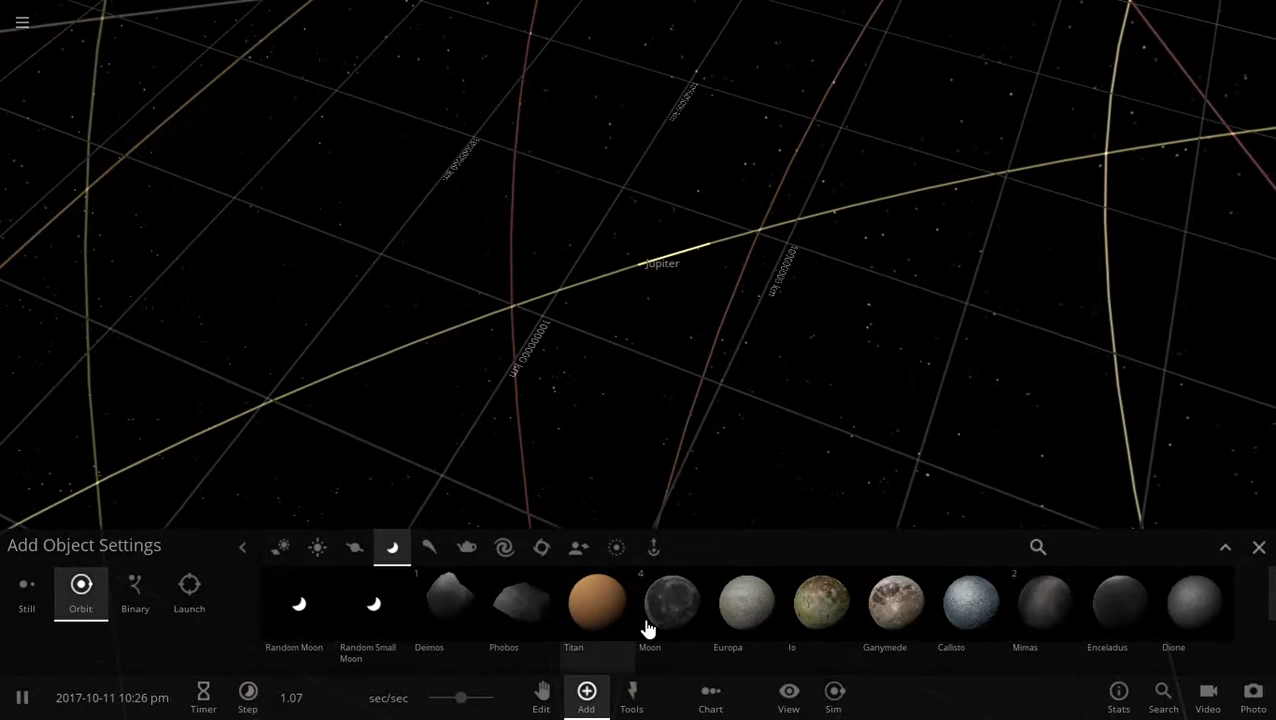 Jupiter
Add Object Settings
Still
Orbit
Binary
Launch
1
4
2
Random Moon
Random Small Moon
Deimos
Phobos
Titan
Moon
Europa
Io
Ganymede
Callisto
Mimas
Enceladus
Dione
2017-10-11 10:26 pm
Timer
Step
1.07
sec/sec
Edit
Add
Tools
Chart
View
Sim
Stats
Search
Video
Photo